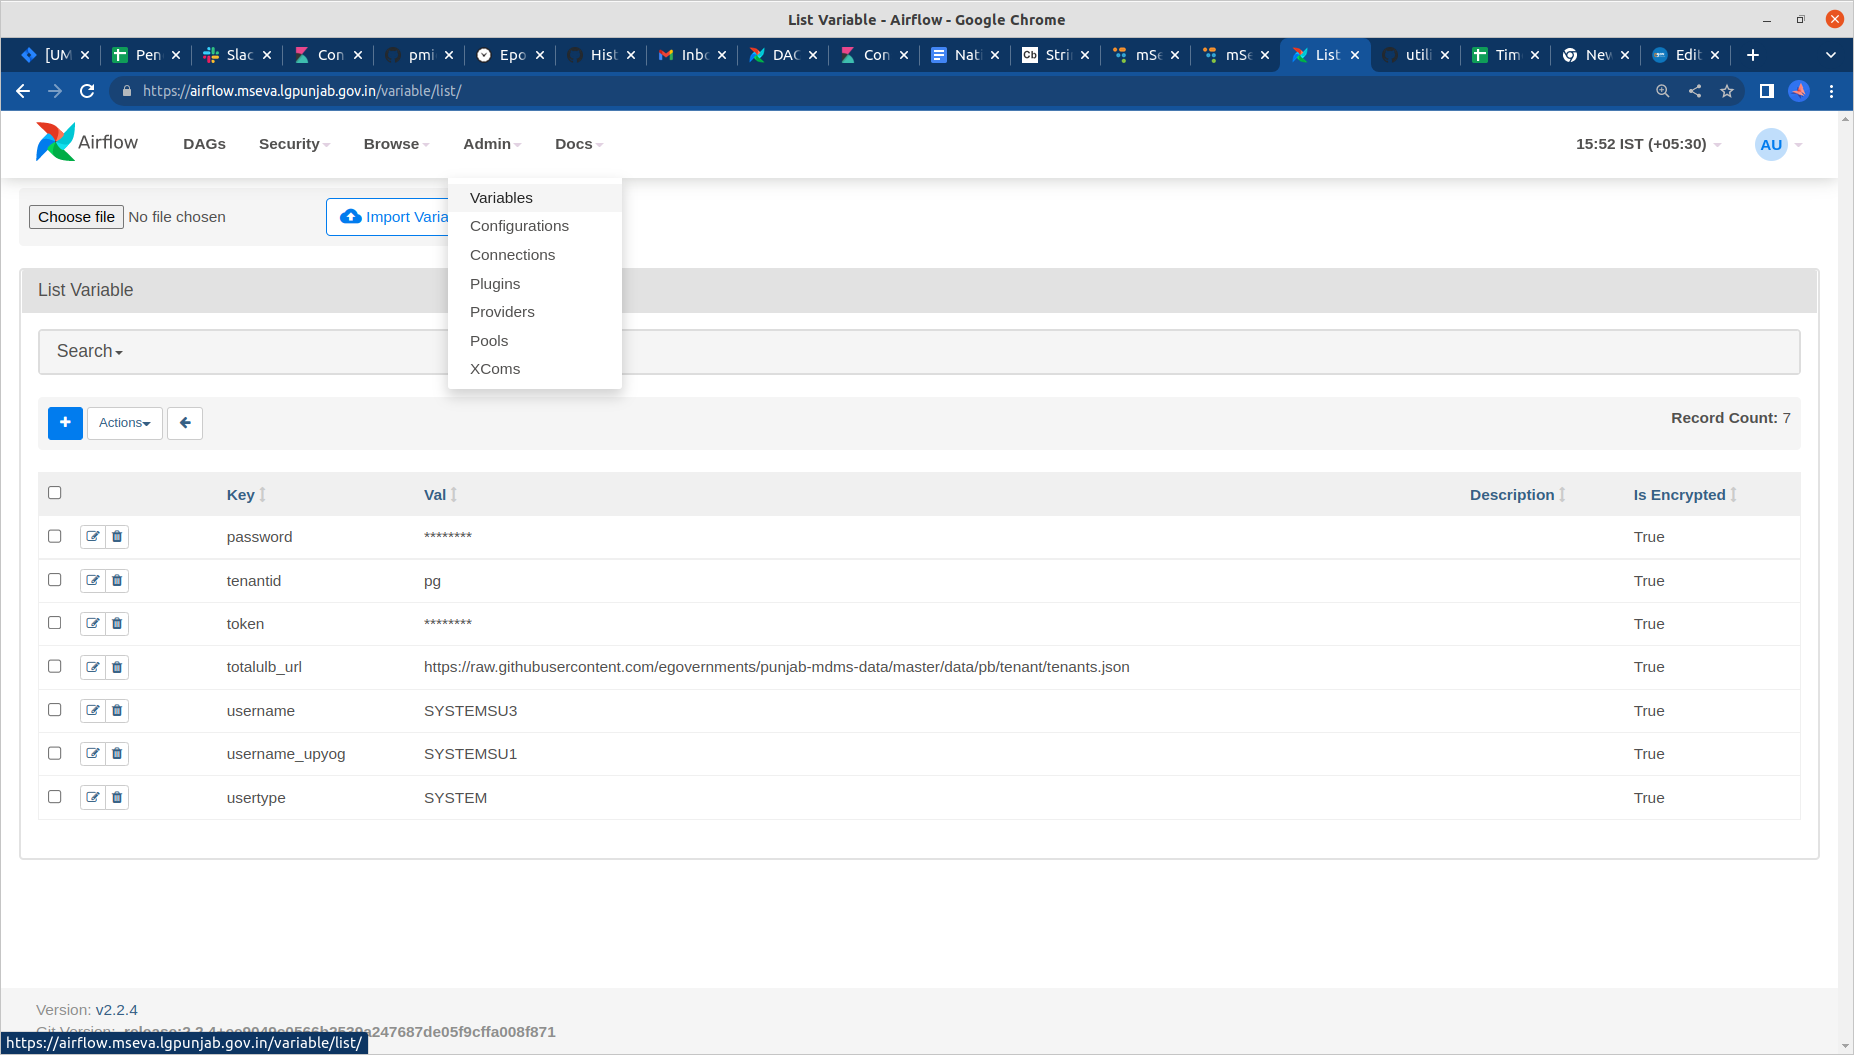 List Variable - Airflow - Google Chrome
[UM Pen Slac Con pmi Epo Hist Inbo DAG Con Nati Cb Stri mSe mSe List utili Time New Edit
https://airflow.mseva.lgpunjab.gov.in/variable/list/
Airflow DAGs Security Browse Admin Docs 15:52 IST (+05:30) AU
Variables
Choose file No file chosen Import Varia
Configurations
Connections
Plugins
List Variable
Providers
Pools
Search
XComs
Actions Record Count: 7
Key Val Description Is Encrypted
password ******** True
tenantid pg True
token ******** True
totalulb_url https://raw.githubusercontent.com/egovernments/punjab-mdms-data/master/data/pb/tenant/tenants.json True
username SYSTEMSU3 True
username_upyog SYSTEMSU1 True
usertype SYSTEM True
Version: v2.2.4
https://airflow.mseva.lgpunjab.gov.in/variable/list/